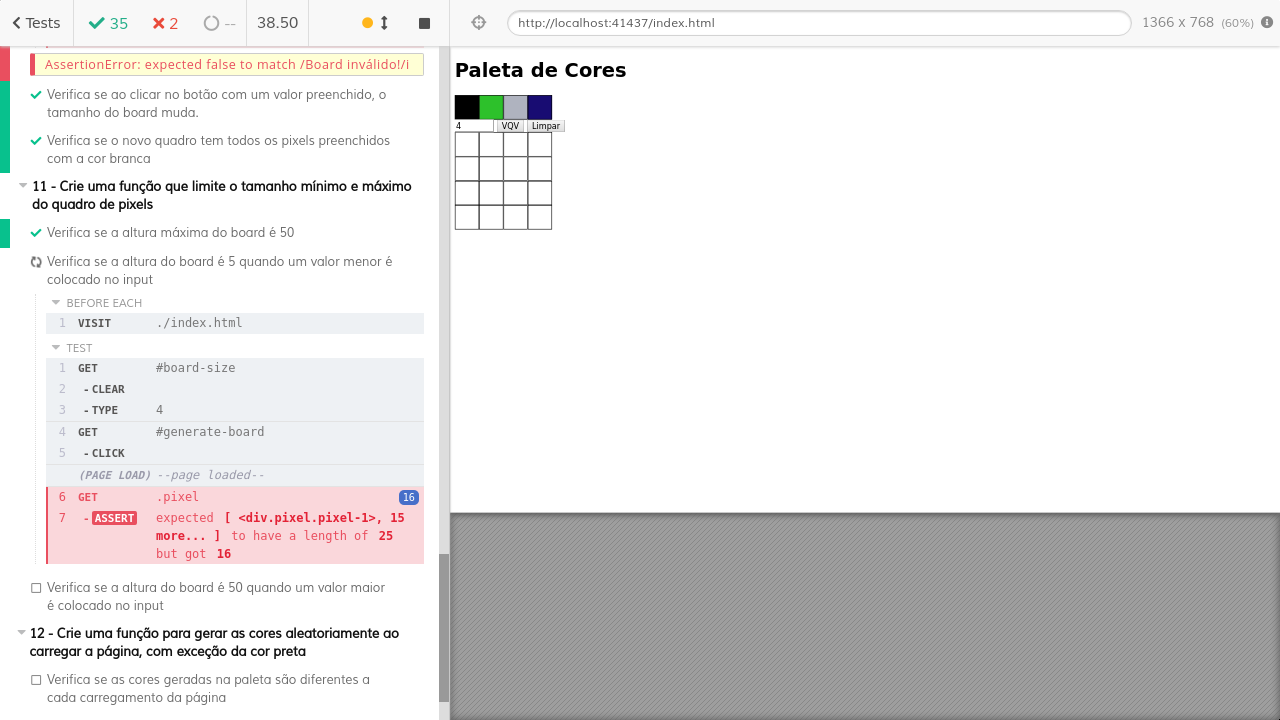 Tests
35
2
--
38.50
http://localhost:41437/index.html
1366 x 768 (60%)
AssertionError: expected false to match /Board inválido!/i
Verifica se ao clicar no botão com um valor preenchido, o
tamanho do board muda.
Verifica se o novo quadro tem todos os pixels preenchidos
com a cor branca
11 - Crie uma função que limite o tamanho mínimo e máximo
do quadro de pixels
Verifica se a altura máxima do board é 50
Verifica se a altura do board é 5 quando um valor menor é
colocado no input
BEFORE EACH
1 VISIT ./index.html
TEST
1 GET #board-size
2 - CLEAR
3 - TYPE 4
4 GET #generate-board
5 - CLICK
(PAGE LOAD) --page loaded--
6 GET .pixel 16
7 - ASSERT expected [ <div.pixel.pixel-1>, 15
more... ] to have a length of 25
but got 16
Verifica se a altura do board é 50 quando um valor maior
é colocado no input
12 - Crie uma função para gerar as cores aleatoriamente ao
carregar a página, com exceção da cor preta
Verifica se as cores geradas na paleta são diferentes a
cada carregamento da página
Paleta de Cores
4 VQV Limpar